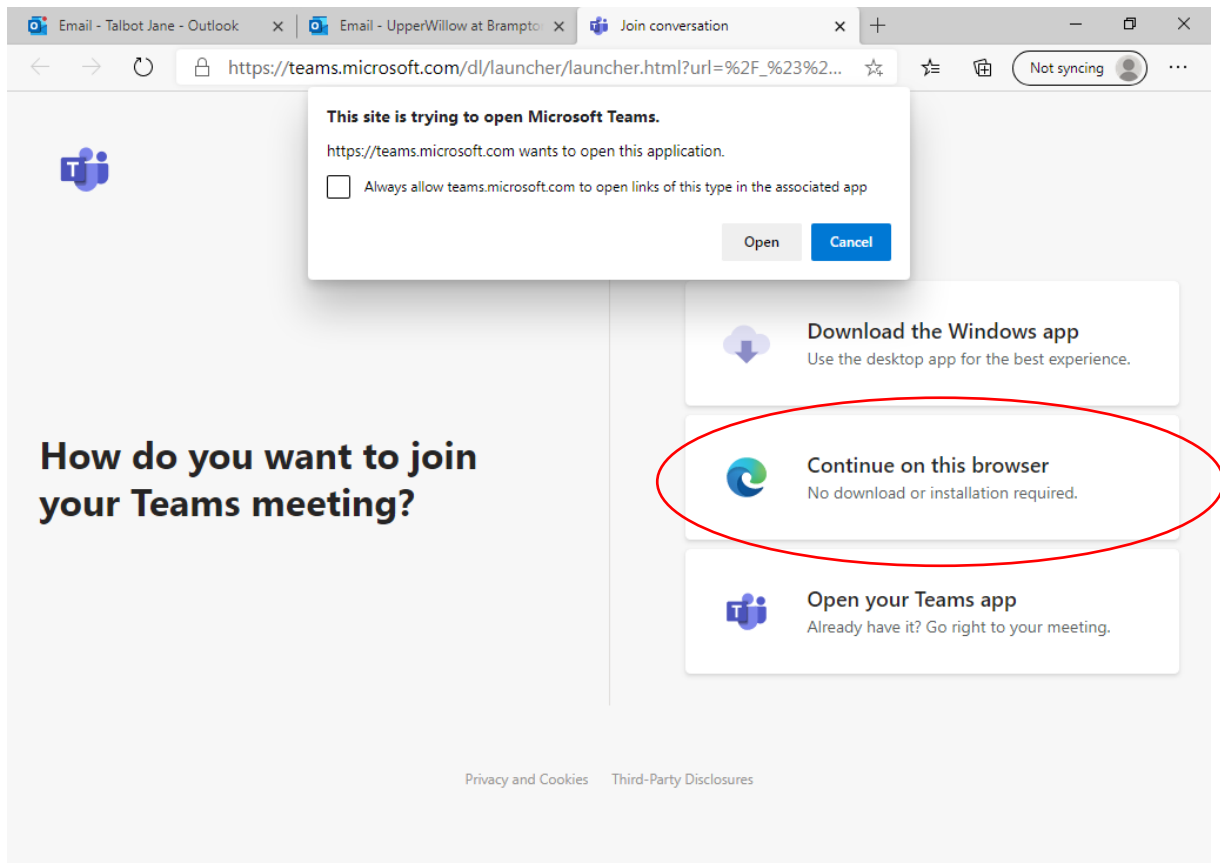 Email - Talbot Jane - Outlook
Email - UpperWillow at Brampto
Join conversation
https://teams.microsoft.com/dl/launcher/launcher.html?url=%2F_%23%2...
Not syncing
This site is trying to open Microsoft Teams.
https://teams.microsoft.com wants to open this application.
Always allow teams.microsoft.com to open links of this type in the associated app
Open
Cancel
Download the Windows app
Use the desktop app for the best experience.
How do you want to join
your Teams meeting?
Continue on this browser
No download or installation required.
Open your Teams app
Already have it? Go right to your meeting.
Privacy and Cookies
Third-Party Disclosures